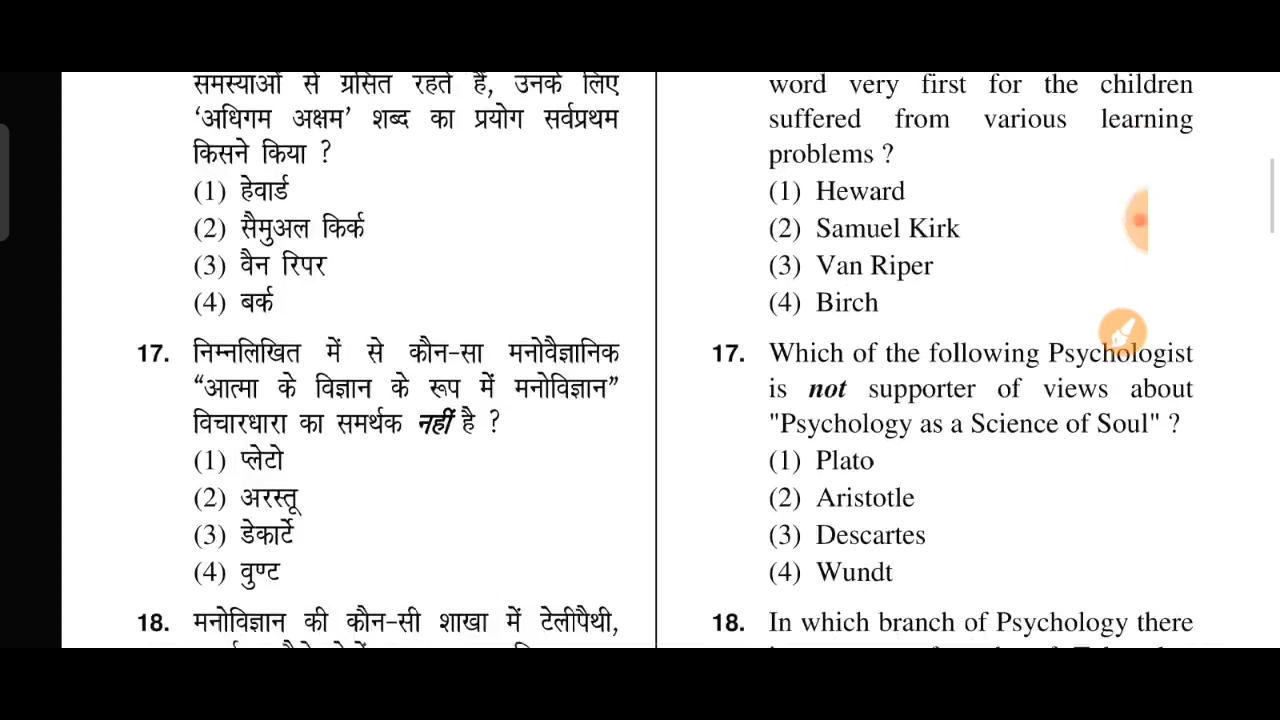 समस्याओं से ग्रसित रहते हैं, उनके लिए
'अधिगम अक्षम' शब्द का प्रयोग सर्वप्रथम
किसने किया ?
(1) हेवार्ड
(2) सैमुअल किर्क
(3) वैन रिपर
(4) बर्क
17. निम्नलिखित में से कौन-सा मनोवैज्ञानिक
“आत्मा के विज्ञान के रूप में मनोविज्ञान”
विचारधारा का समर्थक नहीं है ?
(1) प्लेटो
(2) अरस्तू
(3) डेकार्टे
(4) वुण्ट
18. मनोविज्ञान की कौन-सी शाखा में टेलीपैथी,
word very first for the children
suffered from various learning
problems ?
(1) Heward
(2) Samuel Kirk
(3) Van Riper
(4) Birch
17. Which of the following Psychologist
is not supporter of views about
"Psychology as a Science of Soul" ?
(1) Plato
(2) Aristotle
(3) Descartes
(4) Wundt
18. In which branch of Psychology there